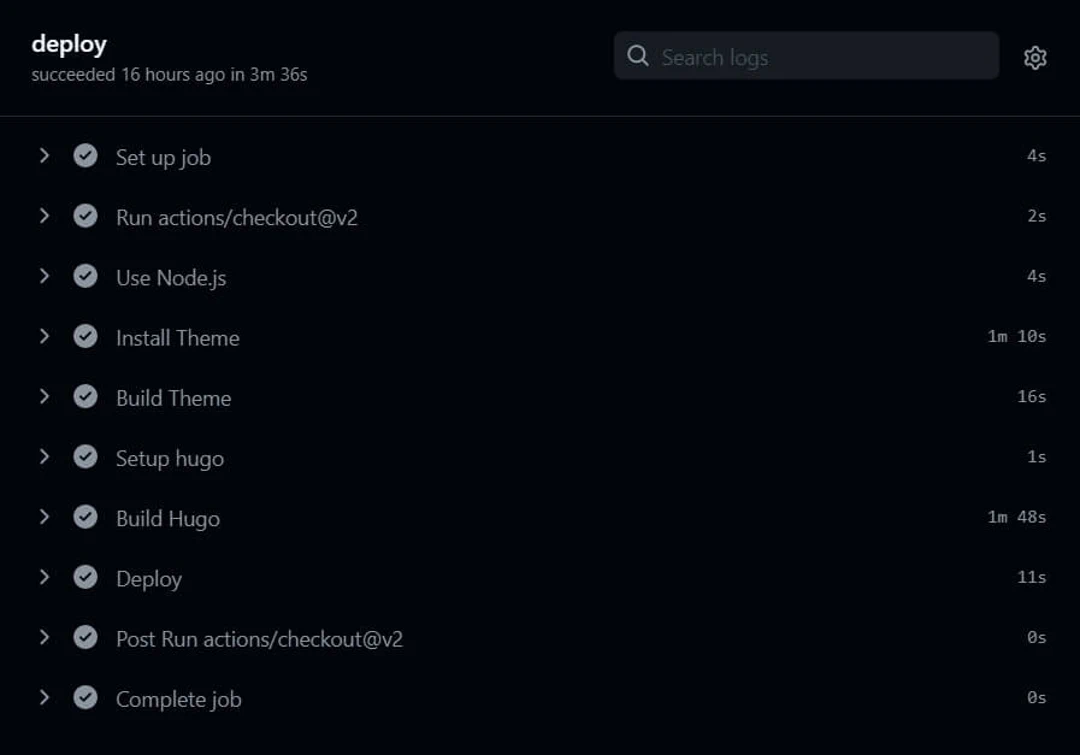 deploy
succeeded 16 hours ago in 3m 36s
Search logs
Set up job 4s
Run actions/checkout@v2 2s
Use Node.js 4s
Install Theme 1m 10s
Build Theme 16s
Setup hugo 1s
Build Hugo 1m 48s
Deploy 11s
Post Run actions/checkout@v2 0s
Complete job 0s